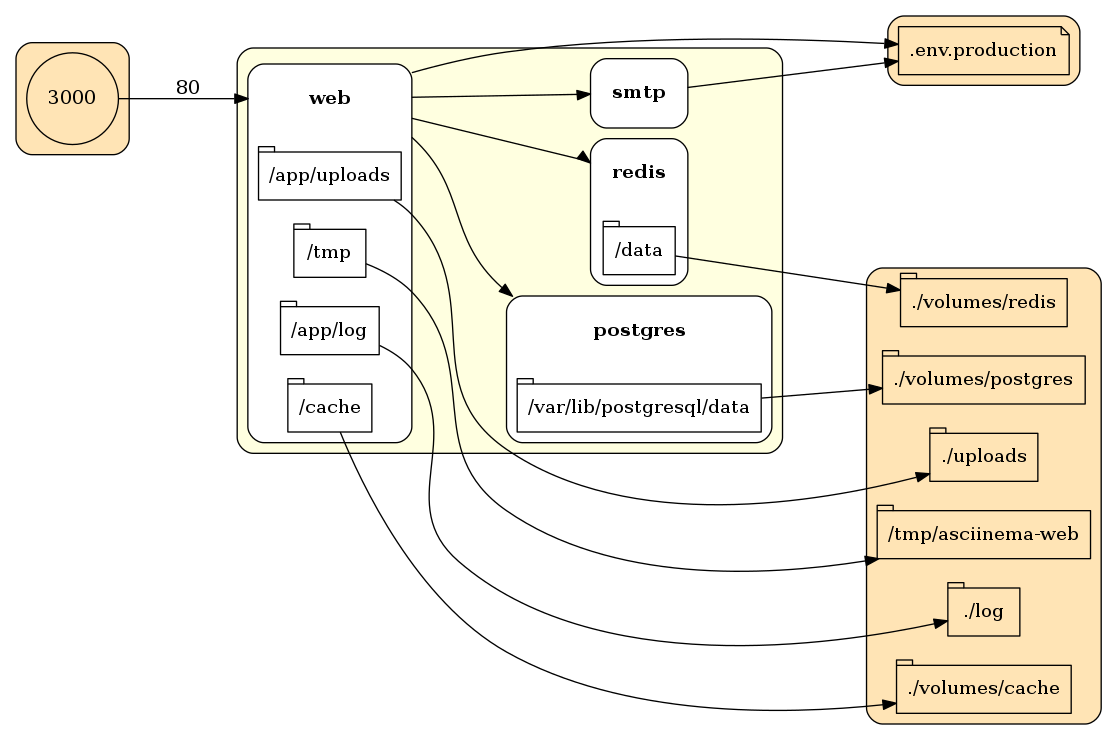 3000
80
web
/app/uploads
/tmp
/app/log
/cache
smtp
redis
/data
postgres
/var/lib/postgresql/data
.env.production
./volumes/redis
./volumes/postgres
./uploads
/tmp/asciinema-web
./log
./volumes/cache